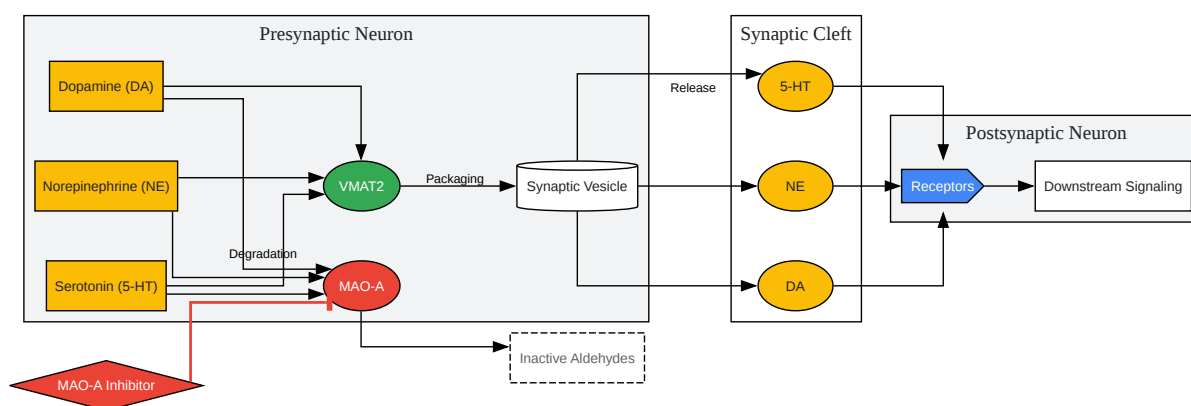 Presynaptic Neuron
Synaptic Cleft
Postsynaptic Neuron
Dopamine (DA)
Norepinephrine (NE)
Serotonin (5-HT)
VMAT2
MAO-A
Degradation
Packaging
Synaptic Vesicle
Release
5-HT
NE
DA
Receptors
Downstream Signaling
Inactive Aldehydes
MAO-A Inhibitor